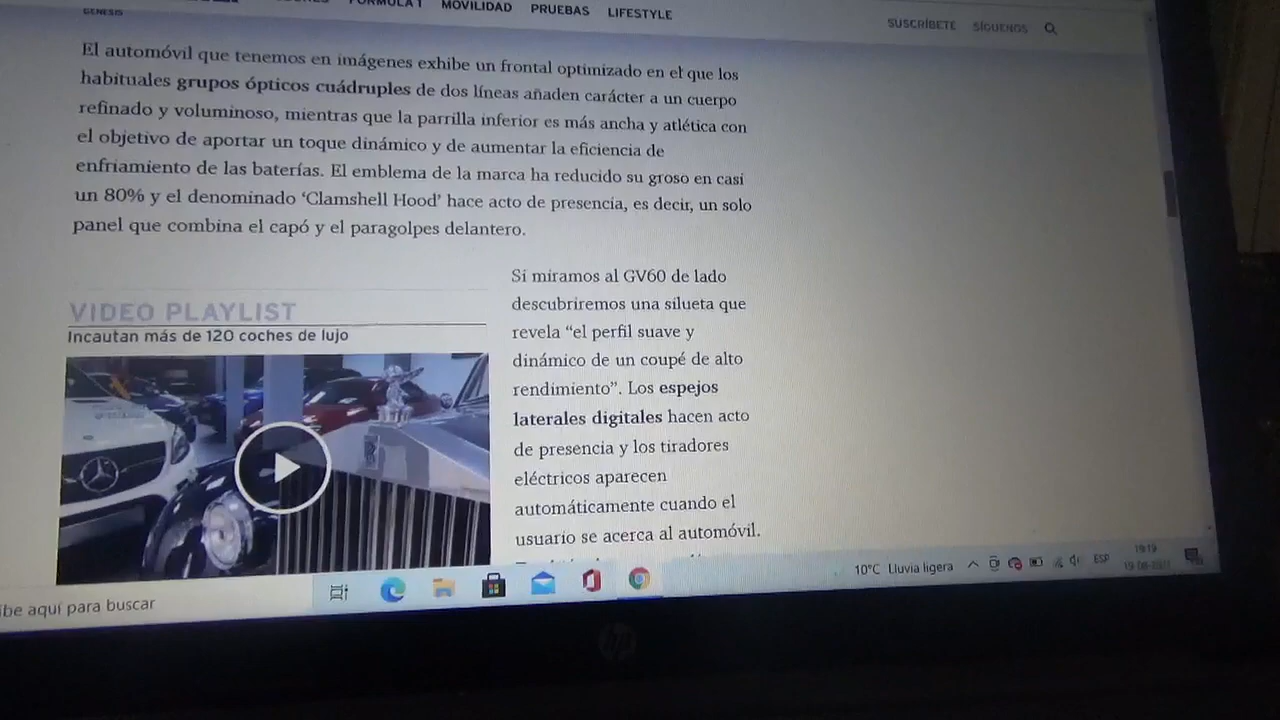 FÓRMULA 1 MOVILIDAD PRUEBAS LIFESTYLE
SUSCRÍBETE SÍGUENOS
GENESIS
El automóvil que tenemos en imágenes exhibe un frontal optimizado en el que los
habituales grupos ópticos cuádruples de dos líneas añaden carácter a un cuerpo
refinado y voluminoso, mientras que la parrilla inferior es más ancha y atlética con
el objetivo de aportar un toque dinámico y de aumentar la eficiencia de
enfriamiento de las baterías. El emblema de la marca ha reducido su groso en casi
un 80% y el denominado ‘Clamshell Hood’ hace acto de presencia, es decir, un solo
panel que combina el capó y el paragolpes delantero.
VIDEO PLAYLIST
Incautan más de 120 coches de lujo
Si miramos al GV60 de lado
descubriremos una silueta que
revela “el perfil suave y
dinámico de un coupé de alto
rendimiento”. Los espejos
laterales digitales hacen acto
de presencia y los tiradores
eléctricos aparecen
automáticamente cuando el
usuario se acerca al automóvil.
ibe aquí para buscar
10°C Lluvia ligera
ESP
19:19
hp